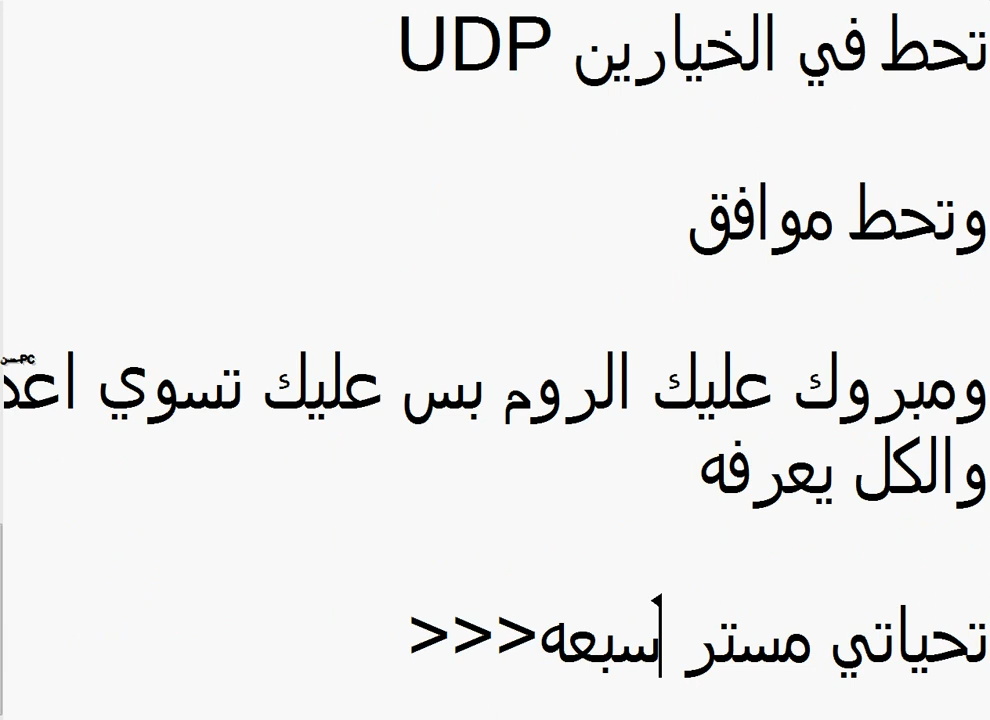 تحط في الخيارين UDP
وتحط موافق
ومبروك عليك الروم بس عليك تسوي
والكل يعرفه
تحياتي مستر سبعه<<<